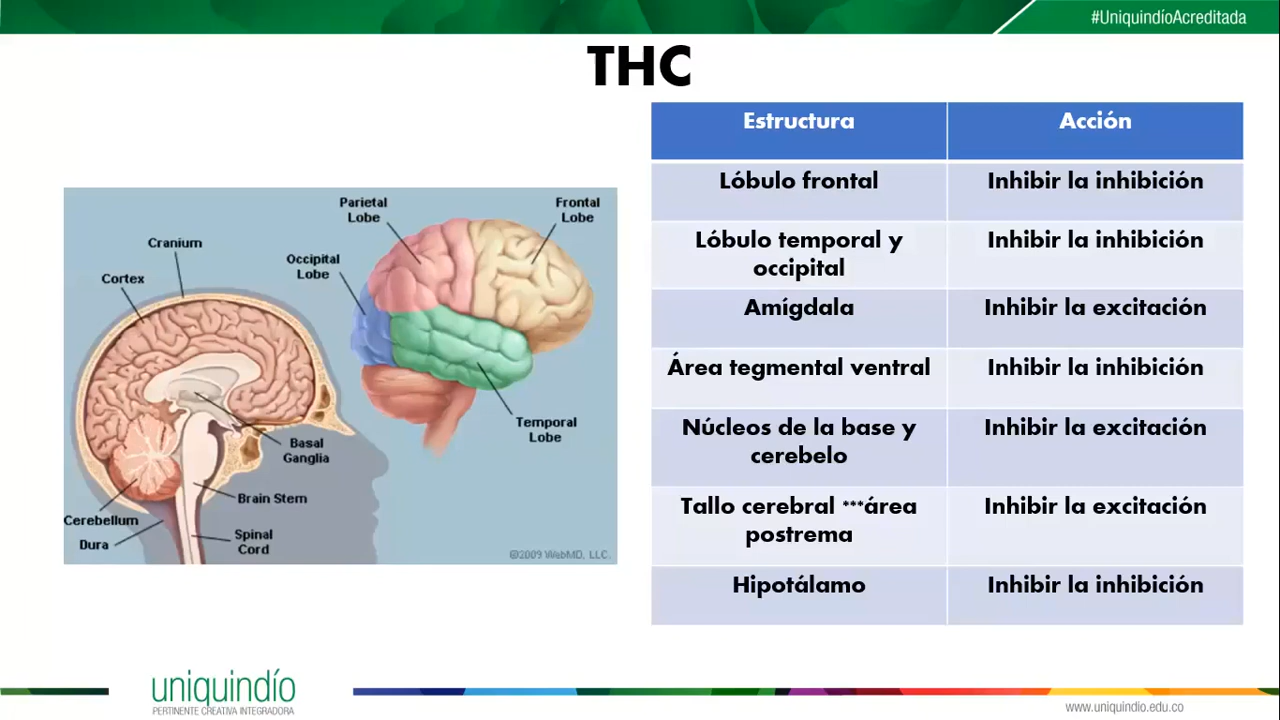 #UniquindíoAcreditada
THC
Estructura
Acción
Lóbulo frontal
Inhibir la inhibición
Lóbulo temporal y
occipital
Inhibir la inhibición
Amígdala
Inhibir la excitación
Área tegmental ventral
Inhibir la inhibición
Núcleos de la base y
cerebelo
Inhibir la excitación
Tallo cerebral ***área
postrema
Inhibir la excitación
Hipotálamo
Inhibir la inhibición
Parietal
Lobe
Frontal
Lobe
Cranium
Occipital
Lobe
Cortex
Temporal
Lobe
Basal
Ganglia
Brain Stem
Cerebellum
Spinal
Cord
Dura
©2009 WebMD, LLC.
uniquindío
PERTINENTE CREATIVA INTEGRADORA
www.uniquindio.edu.co